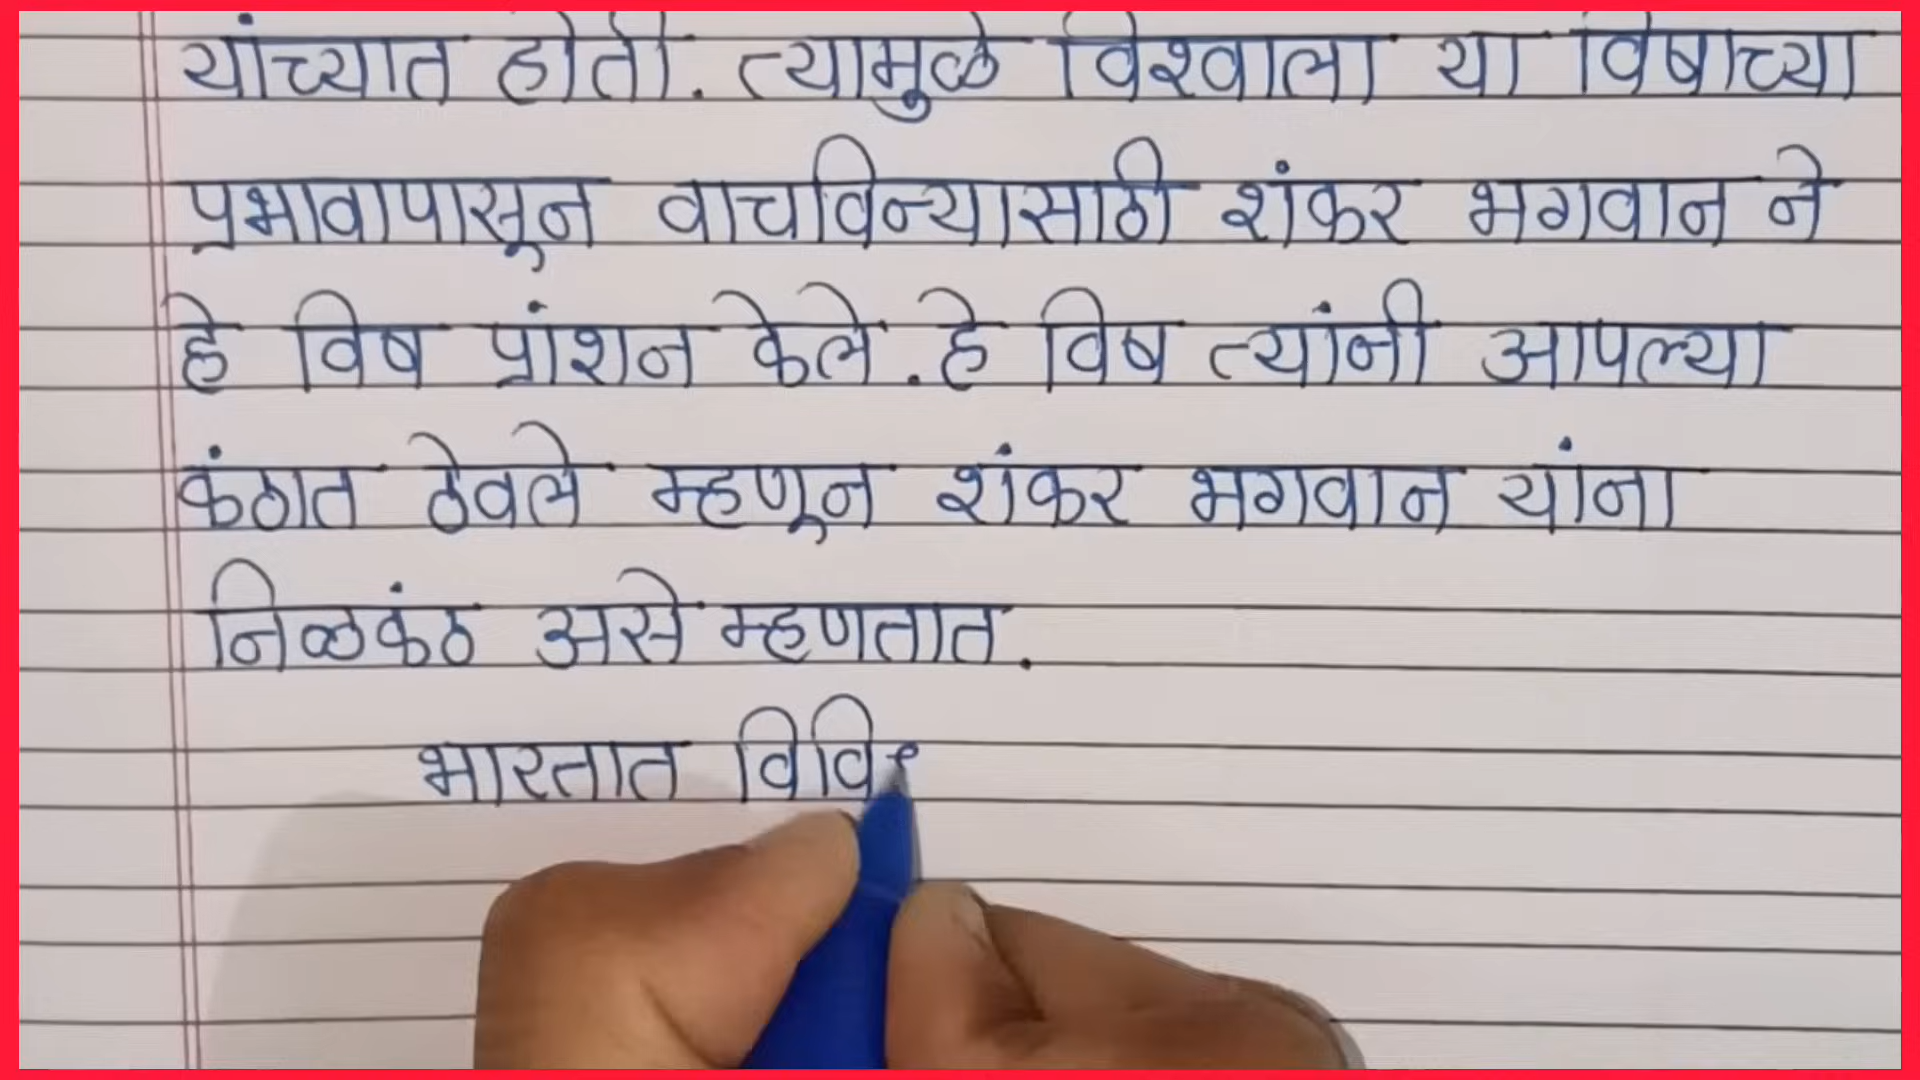 यांच्यात होती. त्यामुळे विश्वाला या विषाच्या
प्रभावापासून वाचविन्यासाठी शंकर भगवान ने
हे विष प्रांशन केले. हे विष त्यांनी आपल्या
कंठात ठेवले म्हणून शंकर भगवान यांना
निळकंठ असे म्हणतात.
भारतात